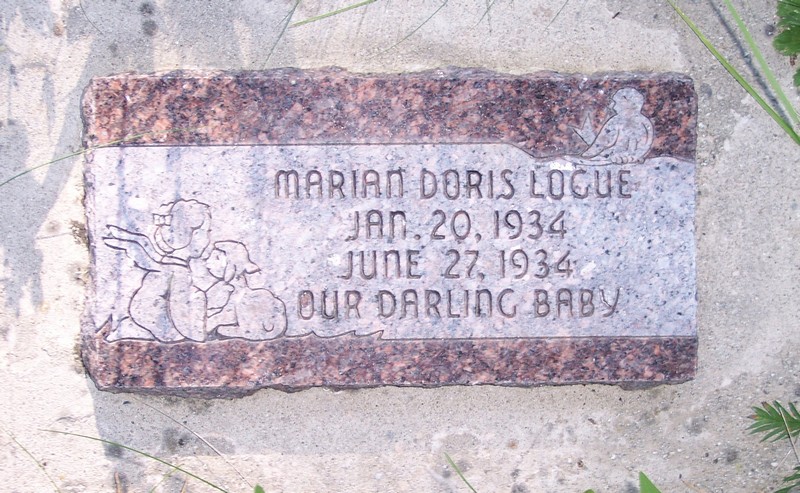 MARIAN DORIS LOGUE
JAN. 20, 1934
JUNE 27, 1934
OUR DARLING BABY